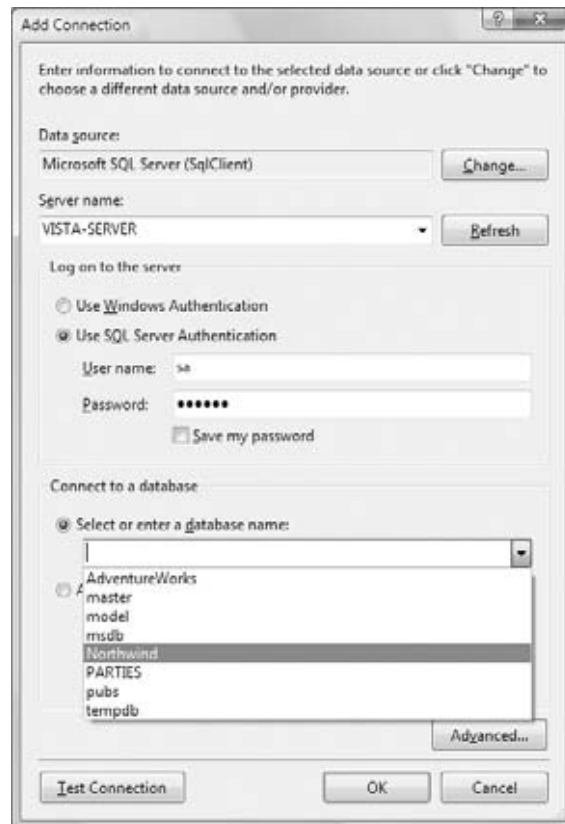 Add Connection
Enter information to connect to the selected data source or click "Change" to
choose a different data source and/or provider.
Data source:
Microsoft SQL Server (SqlClient)
Change...
Server name:
VISTA-SERVER
Refresh
Log on to the server
Use Windows Authentication
Use SQL Server Authentication
User name:
sa
Password:
••••••
Save my password
Connect to a database
Select or enter a database name:
AdventureWorks
master
model
msdb
Northwind
PARTIES
pubs
tempdb
Advanced...
Test Connection
OK
Cancel